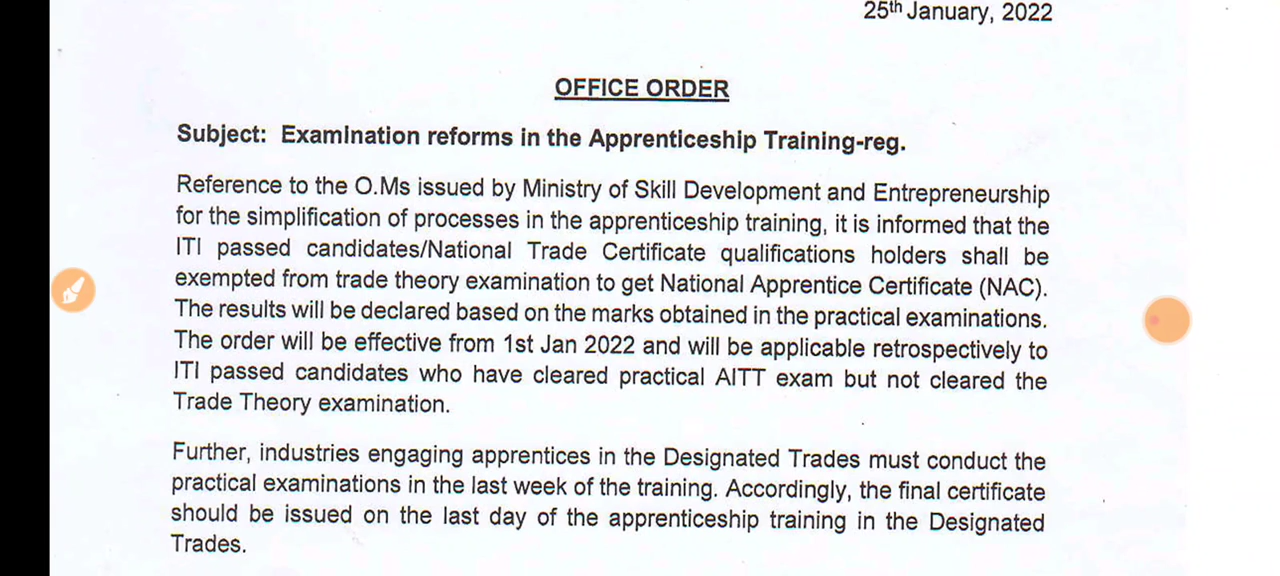 25th January, 2022
OFFICE ORDER
Subject: Examination reforms in the Apprenticeship Training-reg.
Reference to the O.Ms issued by Ministry of Skill Development and Entrepreneurship
for the simplification of processes in the apprenticeship training, it is informed that the
ITI passed candidates/National Trade Certificate qualifications holders shall be
exempted from trade theory examination to get National Apprentice Certificate (NAC).
The results will be declared based on the marks obtained in the practical examinations.
The order will be effective from 1st Jan 2022 and will be applicable retrospectively to
ITI passed candidates who have cleared practical AITT exam but not cleared the
Trade Theory examination.
Further, industries engaging apprentices in the Designated Trades must conduct the
practical examinations in the last week of the training. Accordingly, the final certificate
should be issued on the last day of the apprenticeship training in the Designated
Trades.